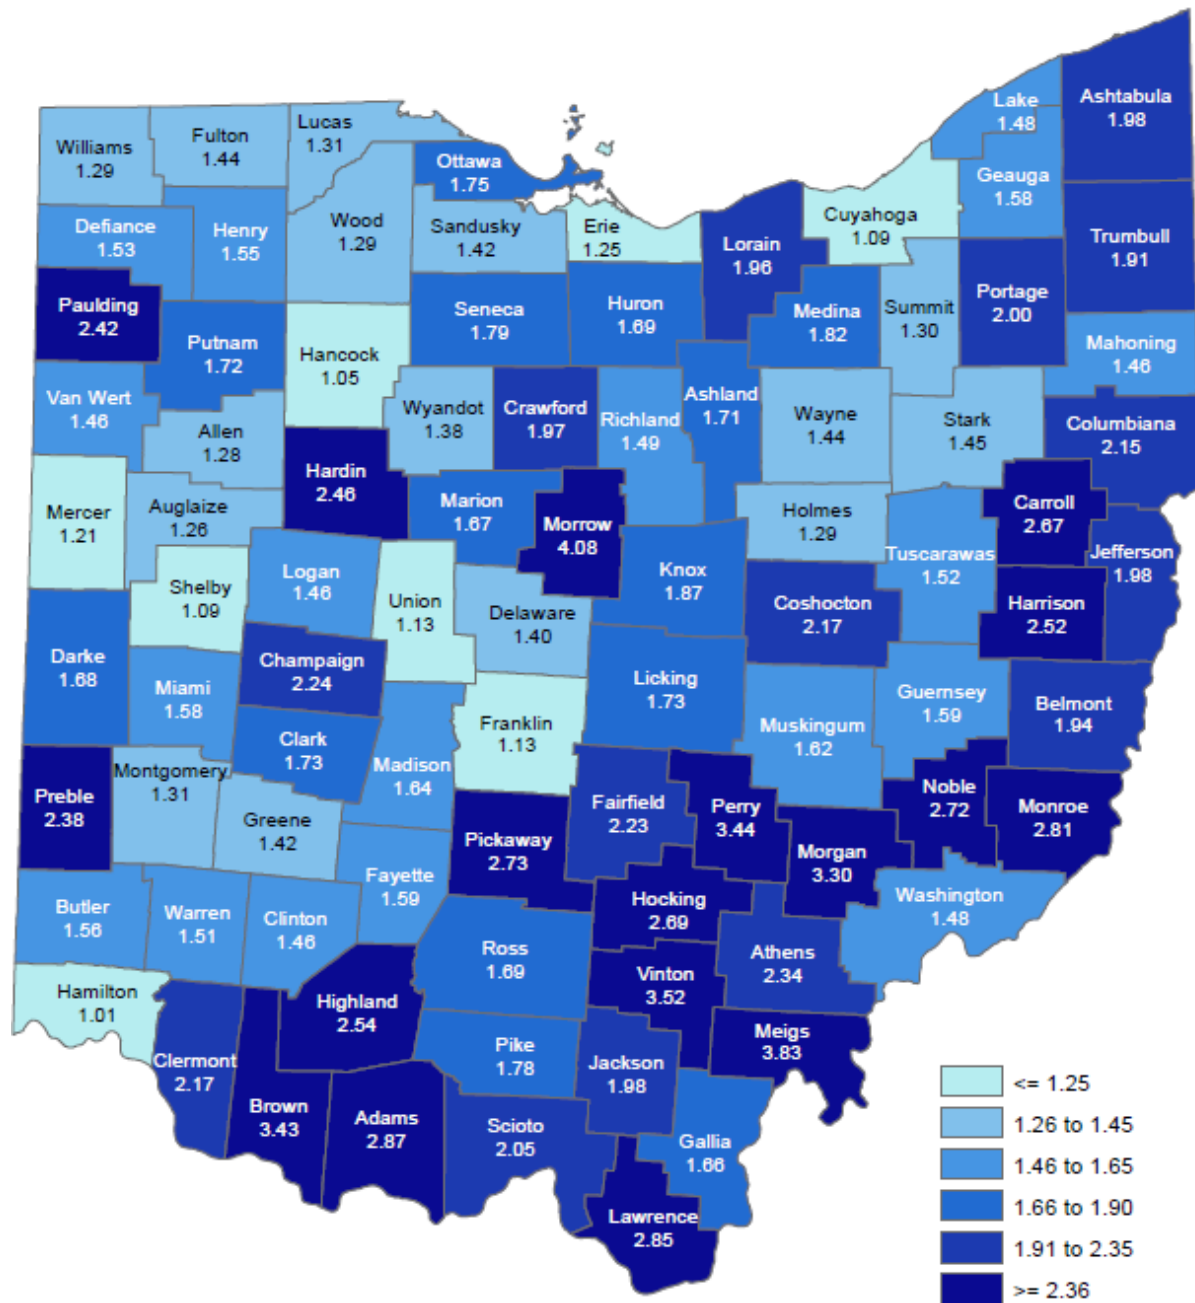 Ashtabula
1.98
Lake
1.48
Lucas
1.31
Fulton
1.44
Williams
1.29
Ottawa
1.75
Geauga
1.58
Cuyahoga
1.09
Wood
1.29
Sandusky
1.42
Erie
1.25
Defiance
1.53
Henry
1.55
Lorain
1.96
Trumbull
1.91
Paulding
2.42
Seneca
1.79
Huron
1.69
Medina
1.82
Summit
1.30
Portage
2.00
Putnam
1.72
Hancock
1.05
Mahoning
1.46
Van Wert
1.46
Wyandot
1.38
Crawford
1.97
Richland
1.49
Ashland
1.71
Wayne
1.44
Stark
1.45
Columbiana
2.15
Allen
1.28
Hardin
2.46
Mercer
1.21
Auglaize
1.26
Marion
1.67
Morrow
4.08
Holmes
1.29
Carroll
2.67
Tuscarawas
1.52
Jefferson
1.98
Shelby
1.09
Logan
1.46
Union
1.13
Delaware
1.40
Knox
1.87
Coshocton
2.17
Harrison
2.52
Darke
1.68
Champaign
2.24
Miami
1.58
Licking
1.73
Guernsey
1.59
Belmont
1.94
Franklin
1.13
Muskingum
1.62
Clark
1.73
Madison
1.64
Montgomery
1.31
Preble
2.38
Greene
1.42
Fairfield
2.23
Perry
3.44
Noble
2.72
Monroe
2.81
Pickaway
2.73
Morgan
3.30
Fayette
1.59
Hocking
2.69
Washington
1.48
Butler
1.56
Warren
1.51
Clinton
1.46
Ross
1.69
Athens
2.34
Vinton
3.52
Hamilton
1.01
Highland
2.54
Meigs
3.83
Pike
1.78
Clermont
2.17
Jackson
1.98
Brown
3.43
Adams
2.87
Scioto
2.05
Gallia
1.66
Lawrence
2.85
<= 1.25
1.26 to 1.45
1.46 to 1.65
1.66 to 1.90
1.91 to 2.35
>= 2.36